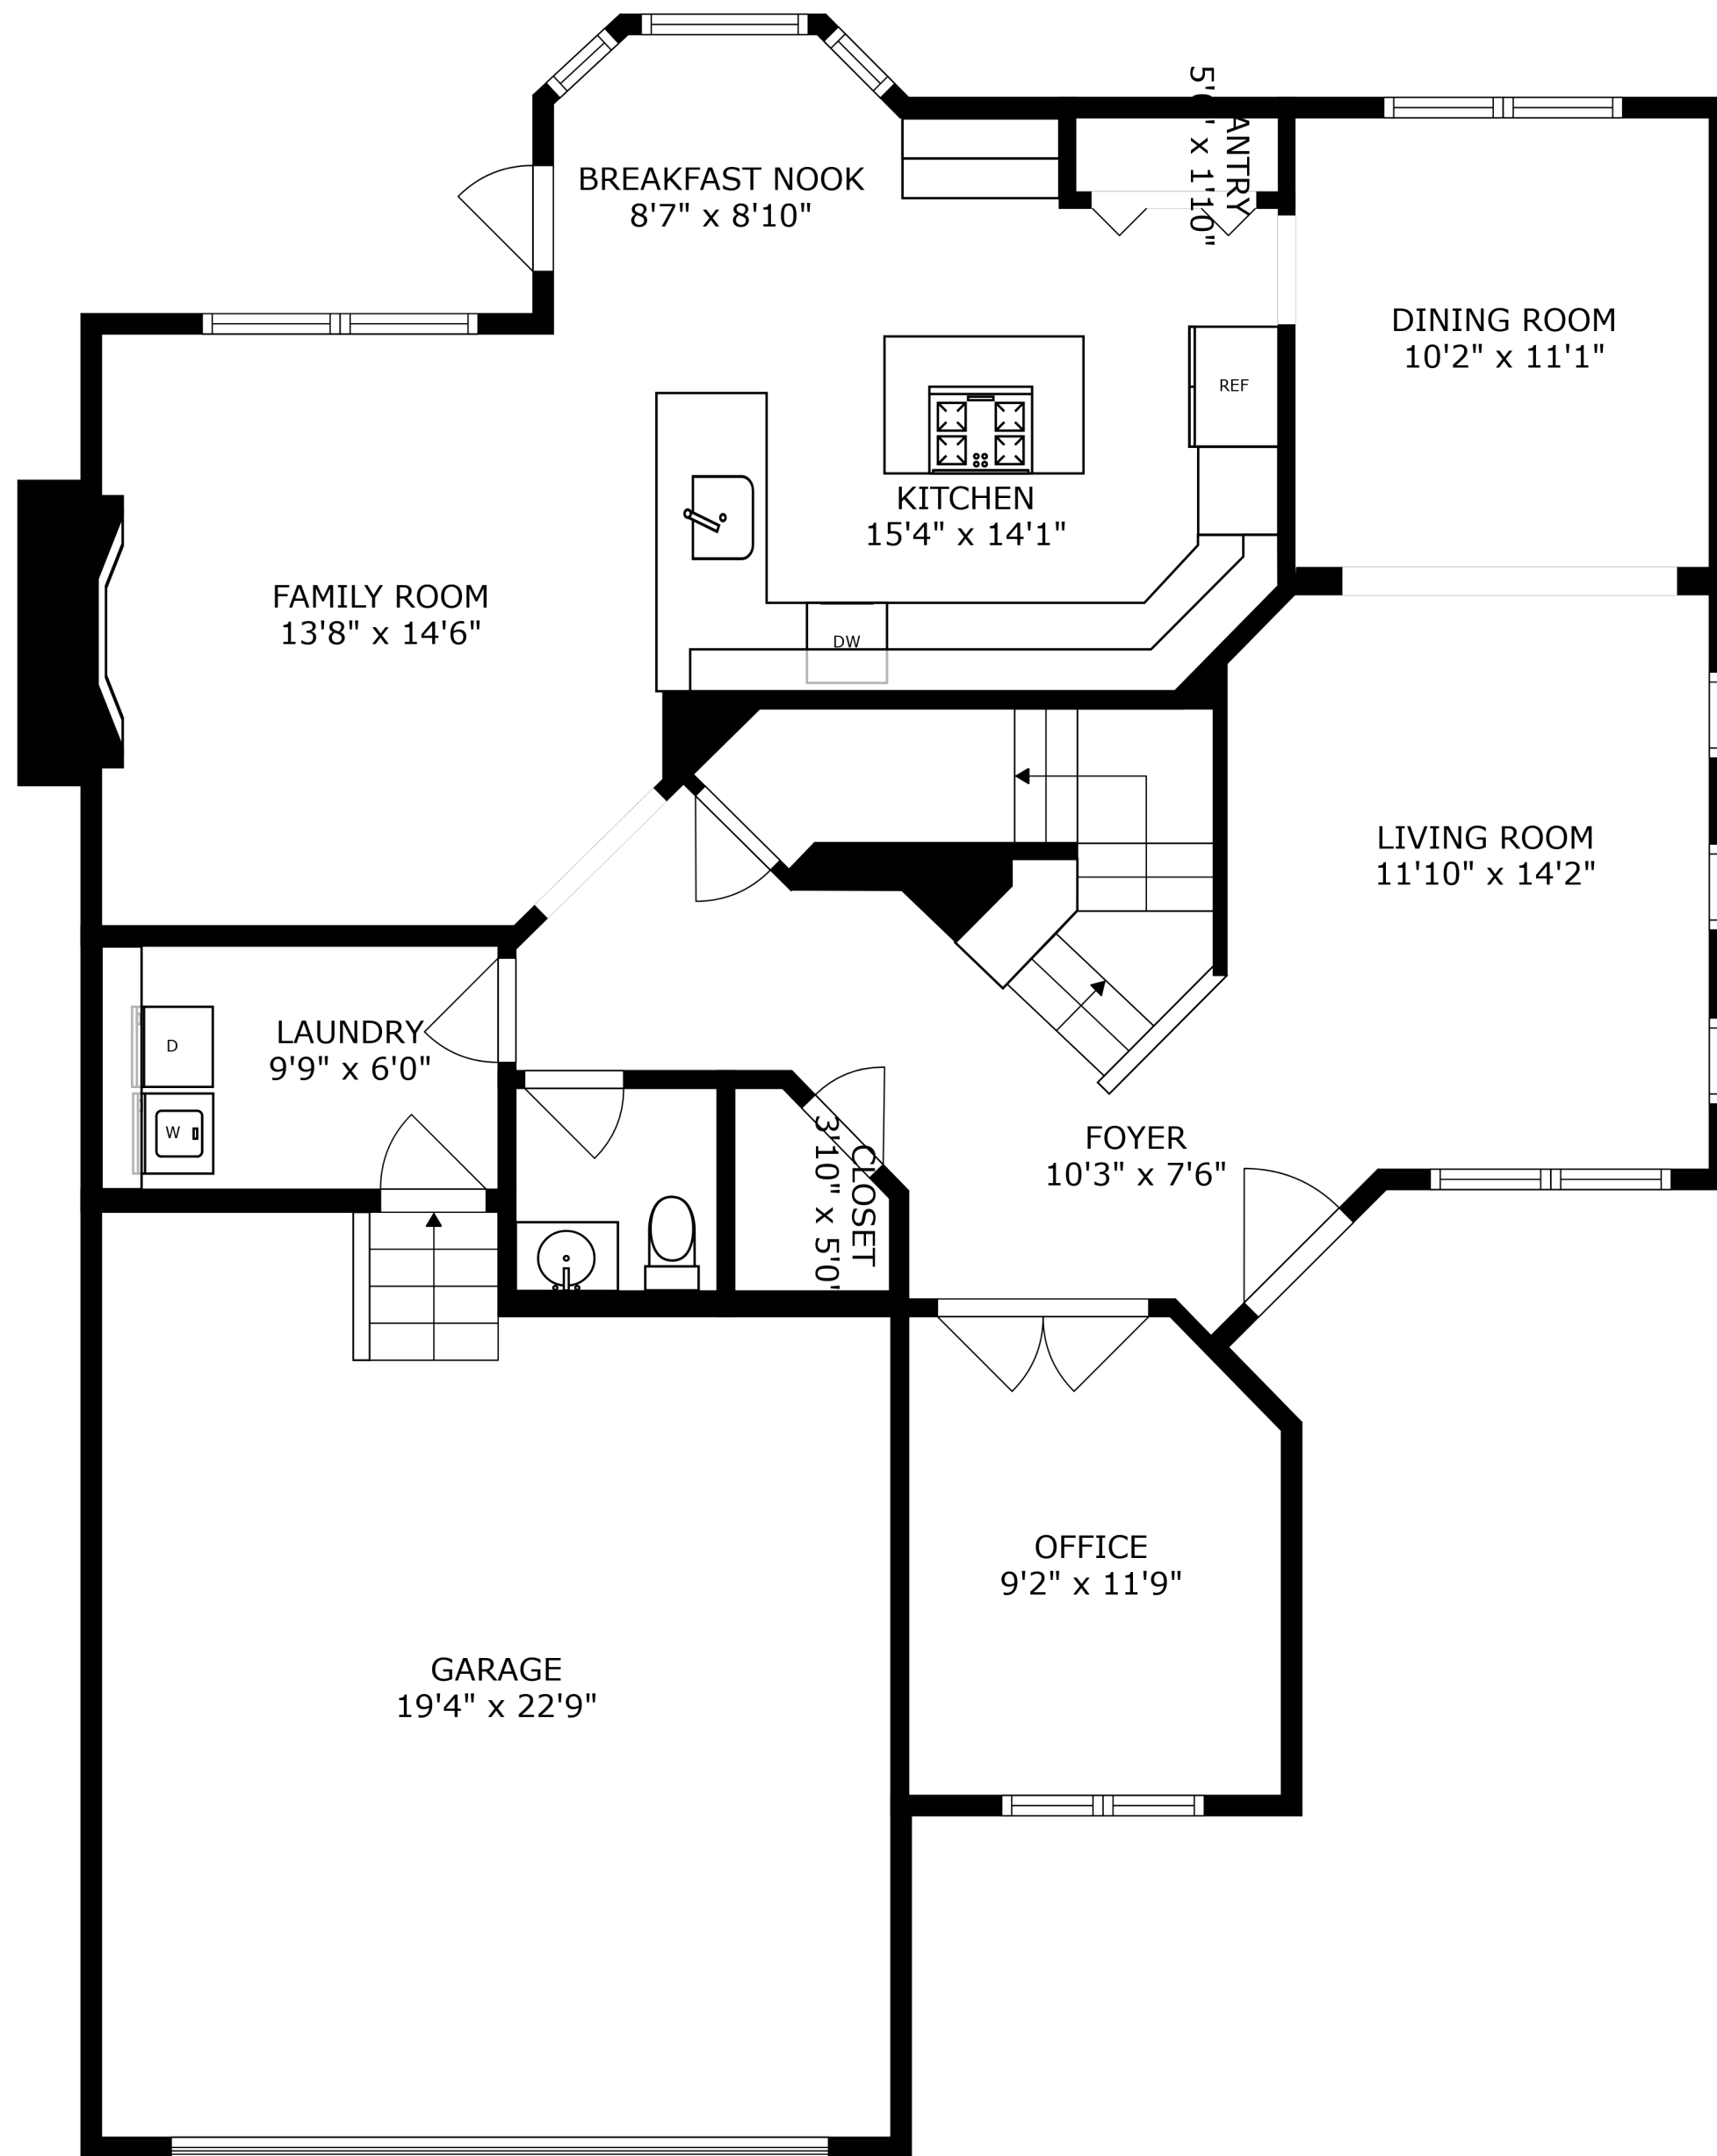 BREAKFAST NOOK
8'7" x 8'10"
x 1'10"
DINING ROOM
10'2" x 11'1"
REF
KITCHEN
15'4" x 14'1"
FAMILY ROOM
13'8" x 14'6"
DW
LIVING ROOM
11'10" x 14'2"
LAUNDRY
9'9" x 6'0"
D
W
FOYER
10'3" x 7'6"
CLOSET
3'10" x 5'0"
OFFICE
9'2" x 11'9"
GARAGE
19'4" x 22'9"